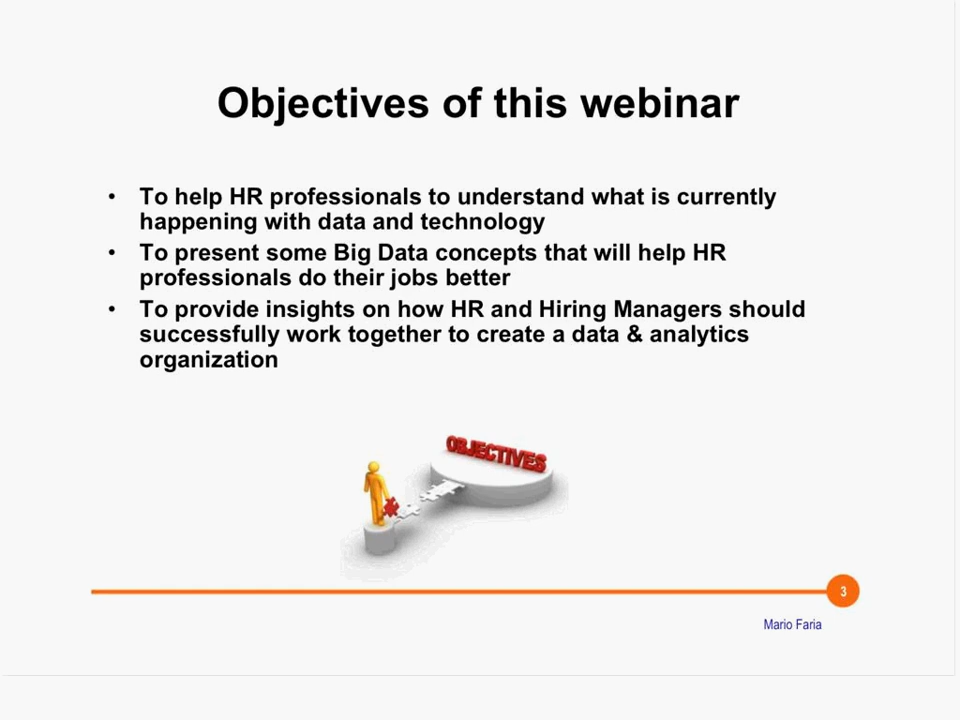 Objectives of this webinar
• To help HR professionals to understand what is currently
happening with data and technology
• To present some Big Data concepts that will help HR
professionals do their jobs better
• To provide insights on how HR and Hiring Managers should
successfully work together to create a data & analytics
organization
OBJECTIVES
3
Mario Faria